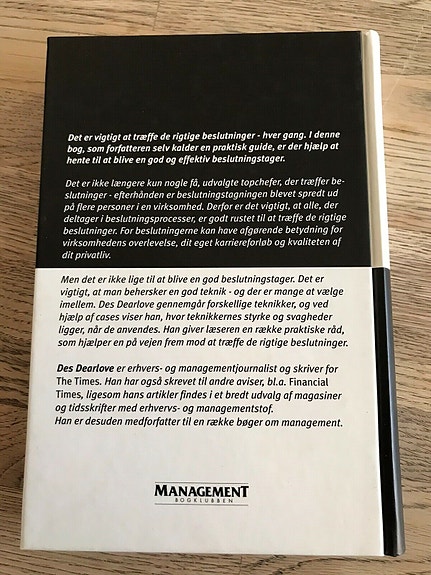 Det er vigtigt at træffe de rigtige beslutninger - hver gang. I denne
bog, som forfatteren selv kalder en praktisk guide, er der hjælp at
hente til at blive en god og effektiv beslutningstager.
Det er ikke længere kun nogle få, udvalgte topchefer, der træffer be-
slutninger - efterhånden er beslutningstagningen blevet spredt ud
på flere personer i en virksomhed. Derfor er det vigtigt, at alle, der
deltager i beslutningsprocesser, er godt rustet til at træffe de rigtige
beslutninger. For beslutningerne kan have afgørende betydning for
virksomhedens overlevelse, dit eget karriereforløb og kvaliteten af
dit privatliv.
Men det er ikke lige til at blive en god beslutningstager. Det er
vigtigt, at man behersker en god teknik - og der er mange at vælge
imellem. Des Dearlove gennemgår forskellige teknikker, og ved
hjælp af cases viser han, hvor teknikkernes styrke og svagheder
ligger, når de anvendes. Han giver læseren en række praktiske råd,
som hjælper en på vejen frem mod at træffe de rigtige beslutninger.
Des Dearlove er erhvervs- og managementjournalist og skriver for
The Times. Han har også skrevet til andre aviser, bl.a. Financial
Times, ligesom hans artikler findes i et bredt udvalg af magasiner
og tidsskrifter med erhvervs- og managementstof.
Han er desuden medforfatter til en række bøger om management.
MANAGEMENT
BOGKLUBBEN